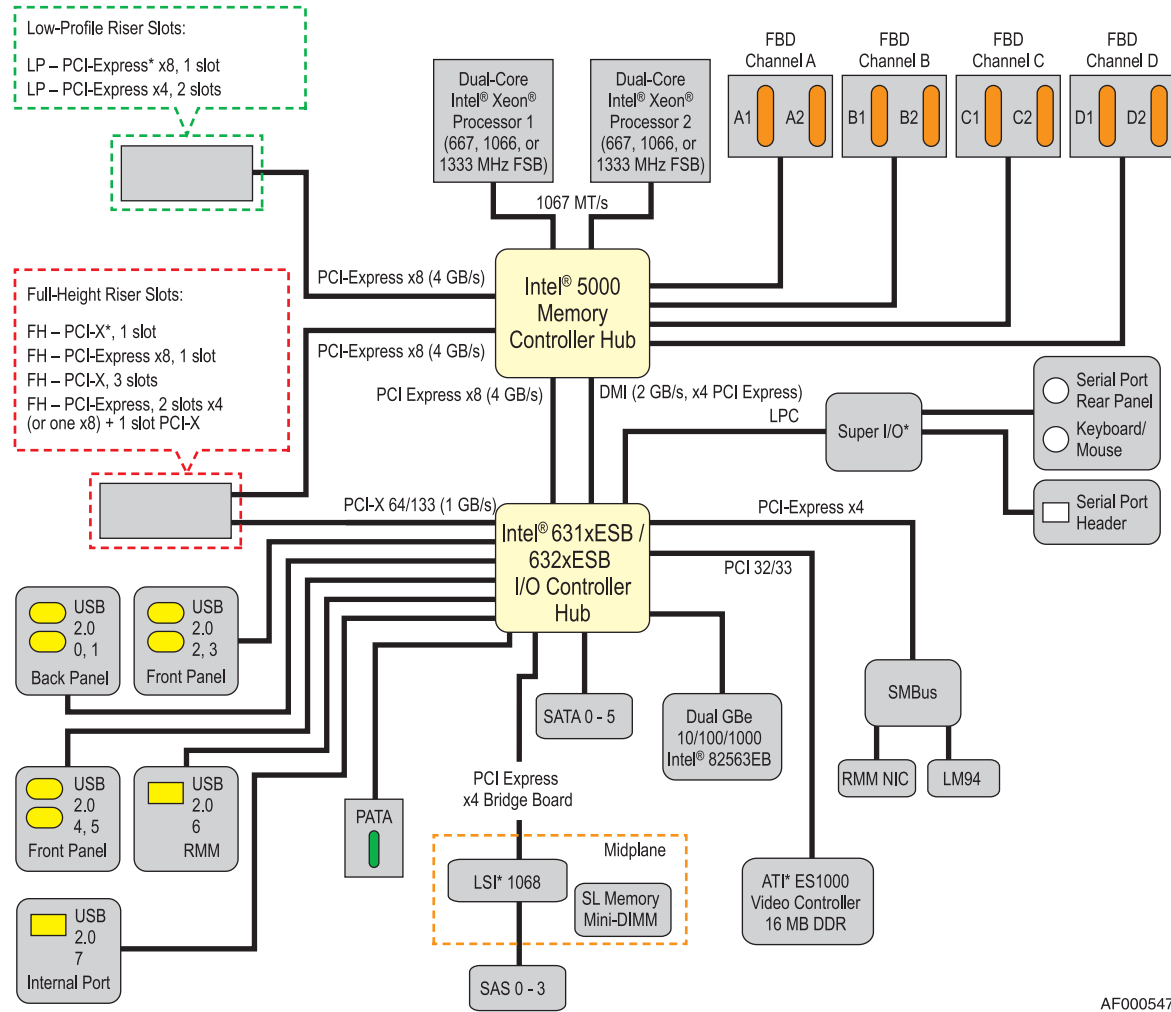 Low-Profile Riser Slots:
LP – PCI-Express* x8, 1 slot
LP – PCI-Express x4, 2 slots
Dual-Core
Intel® Xeon®
Processor 1
(667, 1066, or
1333 MHz FSB)
Dual-Core
Intel® Xeon®
Processor 2
(667, 1066, or
1333 MHz FSB)
FBD
Channel A
FBD
Channel B
FBD
Channel C
FBD
Channel D
A1
A2
B1
B2
C1
C2
D1
D2
1067 MT/s
PCI-Express x8 (4 GB/s)
Intel® 5000
Memory
Controller Hub
Full-Height Riser Slots:
FH – PCI-X*, 1 slot
FH – PCI-Express x8, 1 slot
FH – PCI-X, 3 slots
FH – PCI-Express, 2 slots x4
(or one x8) + 1 slot PCI-X
PCI-Express x8 (4 GB/s)
PCI Express x8 (4 GB/s)
DMI (2 GB/s, x4 PCI Express)
LPC
Super I/O*
Serial Port
Rear Panel
Keyboard/
Mouse
Serial Port
Header
PCI-X 64/133 (1 GB/s)
PCI-Express x4
Intel® 631xESB /
632xESB
I/O Controller
Hub
PCI 32/33
USB
2.0
0, 1
Back Panel
USB
2.0
2, 3
Front Panel
SATA 0 - 5
Dual GBe
10/100/1000
Intel® 82563EB
SMBus
RMM NIC
LM94
USB
2.0
4, 5
Front Panel
USB
2.0
6
RMM
PATA
PCI Express
x4 Bridge Board
Midplane
LSI* 1068
SL Memory
Mini-DIMM
ATI* ES1000
Video Controller
16 MB DDR
USB
2.0
7
Internal Port
SAS 0 - 3
AF000547